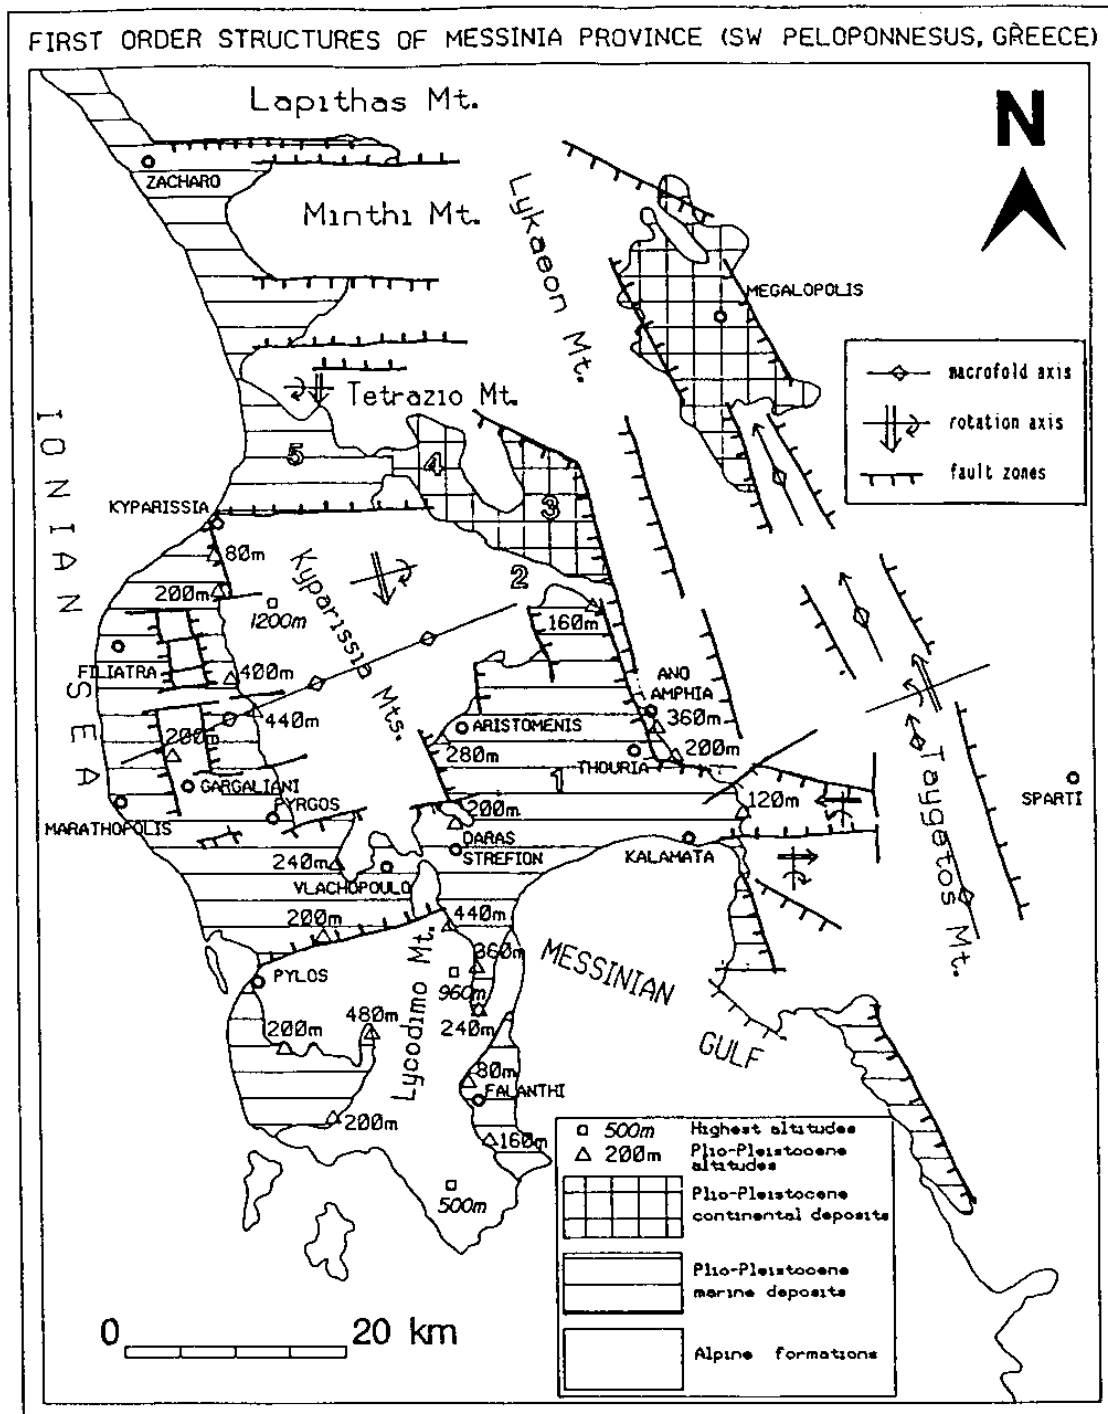 FIRST ORDER STRUCTURES OF MESSINIA PROVINCE (SW PELOPONNESUS, GREECE)
Lapithas Mt.
N
ZACHARO
Minthi Mt.
Lykaeon Mt.
MEGALOPOLIS
macrofold axis
rotation axis
fault zones
Tetrazio Mt.
IONIAN SEA
5
4
3
2
KYPARISSIA
80m
200m
1200m
Kyparissia Mts.
160m
FILIATRA
400m
440m
200m
ANO
AMPHIA
360m
200m
ARISTOMENIS
280m
THOURIA
1
GARGALIANI
PYRGOS
MARATHOPOLIS
200m
DARAS
STREFION
120m
KALAMATA
SPARTI
Taygetos Mt.
240m
VLACHOPOULO
200m
440m
360m
PYLOS
960m
240m
Lycodimo Mt.
MESSINIAN
GULF
200m
480m
80m
FALANTHI
200m
160m
500m
500m Highest altitudes
200m Plio-Pleistocene
altitudes
Plio-Pleistocene
continental deposits
Plio-Pleistocene
marine deposits
Alpine formations
0 20 km